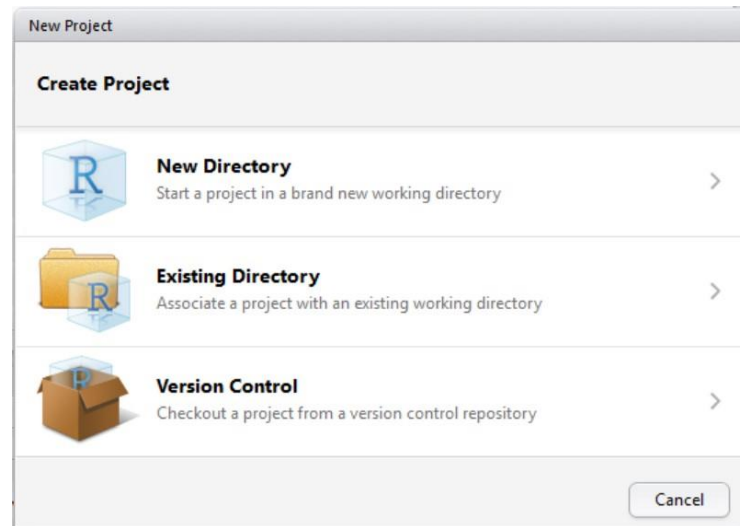 New Project
Create Project
R
New Directory
Start a project in a brand new working directory
R
Existing Directory
Associate a project with an existing working directory
R
Version Control
Checkout a project from a version control repository
Cancel